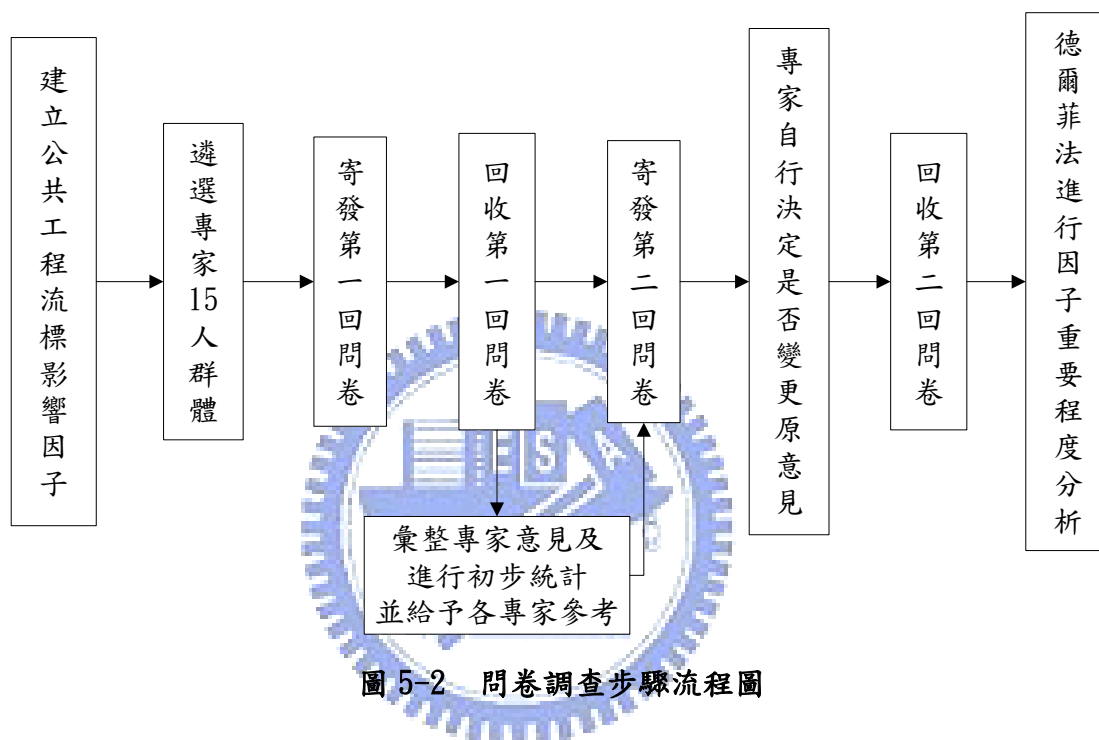 建立公共工程流標影響因子
遴選專家15人群體
寄發第一回問卷
回收第一回問卷
寄發第二回問卷
專家自行決定是否變更原意見
回收第二回問卷
德爾菲法進行因子重要程度分析
彙整專家意見及
進行初步統計
並給予各專家參考
S
A
圖 5-2 問卷調查步驟流程圖